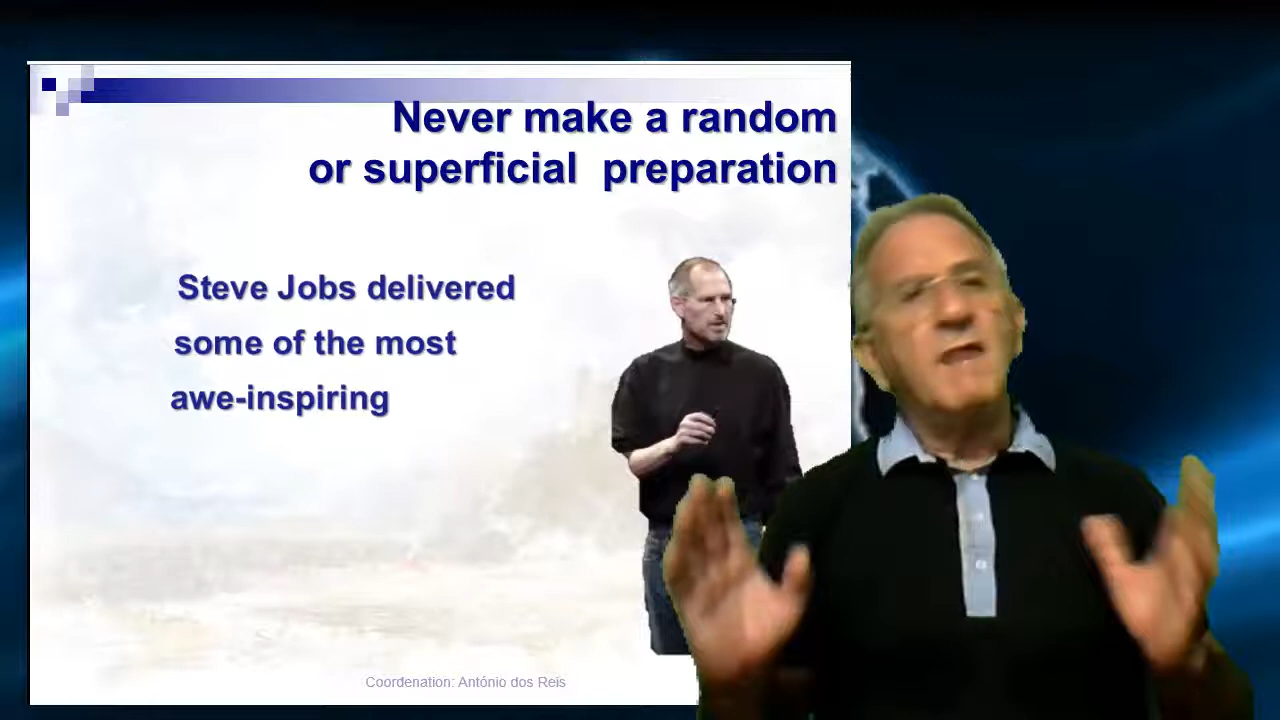 Never make a random
or superficial preparation
Steve Jobs delivered
some of the most
awe-inspiring
Coordenation: António dos Reis